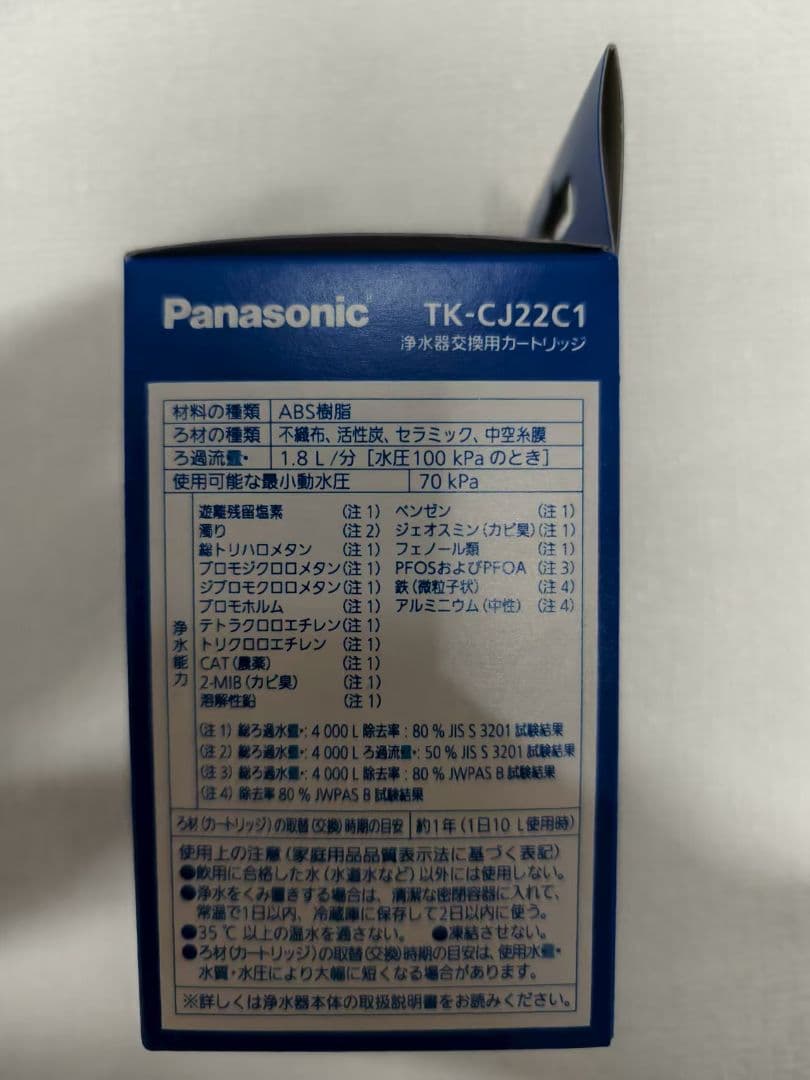 Panasonic TK-CJ22C1
浄水器交換用カートリッジ
材料の種類 ABS樹脂
ろ材の種類 不織布、活性炭、セラミック、中空糸膜
ろ過流量・ 1.8 L /分 [水圧100 kPa のとき]
使用可能な最小動水圧 70 kPa
浄水能力
遊離残留塩素 (注 1) ベンゼン (注 1)
濁り (注 2) ジェオスミン(カビ臭)(注 1)
総トリハロメタン (注 1) フェノール類 (注 1)
ブロモジクロロメタン(注 1) PFOSおよびPFOA (注 3)
ジブロモクロロメタン(注 1) 鉄(微粒子状) (注 4)
ブロモホルム (注 1) アルミニウム(中性) (注 4)
テトラクロロエチレン(注 1)
トリクロロエチレン (注 1)
CAT(農薬) (注 1)
2-MIB(カビ臭) (注 1)
溶解性鉛 (注 1)
(注 1) 総ろ過水量・: 4 000 L 除去率 : 80 % JIS S 3201 試験結果
(注 2) 総ろ過水量・: 4 000 L ろ過流量・: 50 % JIS S 3201 試験結果
(注 3) 総ろ過水量・: 4 000 L 除去率 : 80 % JWPAS B 試験結果
(注 4) 除去率 80 % JWPAS B 試験結果
ろ材(カートリッジ)の取替(交換)時期の目安 約1年(1日10 L使用時)
使用上の注意(家庭用品品質表示法に基づく表記)
●飲用に合格した水(水道水など)以外には使用しない。
●浄水をくみ置きする場合は、清潔な密閉容器に入れて、
常温で1日以内、冷蔵庫に保存して2日以内に使う。
●35 ℃ 以上の温水を通さない。 ●凍結させない。
●ろ材(カートリッジ)の取替(交換)時期の目安は、使用水量・
水質・水圧により大幅に短くなる場合があります。
※詳しくは浄水器本体の取扱説明書をお読みください。